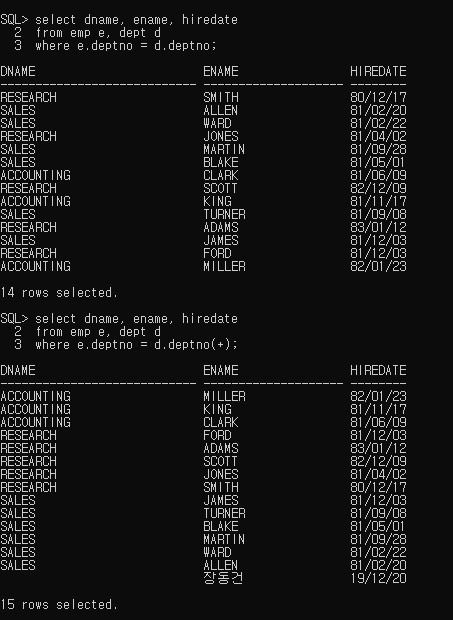 SQL> select dname, ename, hiredate
2 from emp e, dept d
3 where e.deptno = d.deptno;
DNAME ENAME HIREDATE
---------------------------- -------------------- --------
RESEARCH SMITH 80/12/17
SALES ALLEN 81/02/20
SALES WARD 81/02/22
RESEARCH JONES 81/04/02
SALES MARTIN 81/09/28
SALES BLAKE 81/05/01
ACCOUNTING CLARK 81/06/09
RESEARCH SCOTT 82/12/09
ACCOUNTING KING 81/11/17
SALES TURNER 81/09/08
RESEARCH ADAMS 83/01/12
SALES JAMES 81/12/03
RESEARCH FORD 81/12/03
ACCOUNTING MILLER 82/01/23
14 rows selected.
SQL> select dname, ename, hiredate
2 from emp e, dept d
3 where e.deptno = d.deptno(+);
DNAME ENAME HIREDATE
---------------------------- -------------------- --------
ACCOUNTING MILLER 82/01/23
ACCOUNTING KING 81/11/17
ACCOUNTING CLARK 81/06/09
RESEARCH FORD 81/12/03
RESEARCH ADAMS 83/01/12
RESEARCH SCOTT 82/12/09
RESEARCH JONES 81/04/02
RESEARCH SMITH 80/12/17
SALES JAMES 81/12/03
SALES TURNER 81/09/08
SALES BLAKE 81/05/01
SALES MARTIN 81/09/28
SALES WARD 81/02/22
SALES ALLEN 81/02/20
장동건 19/12/20
15 rows selected.